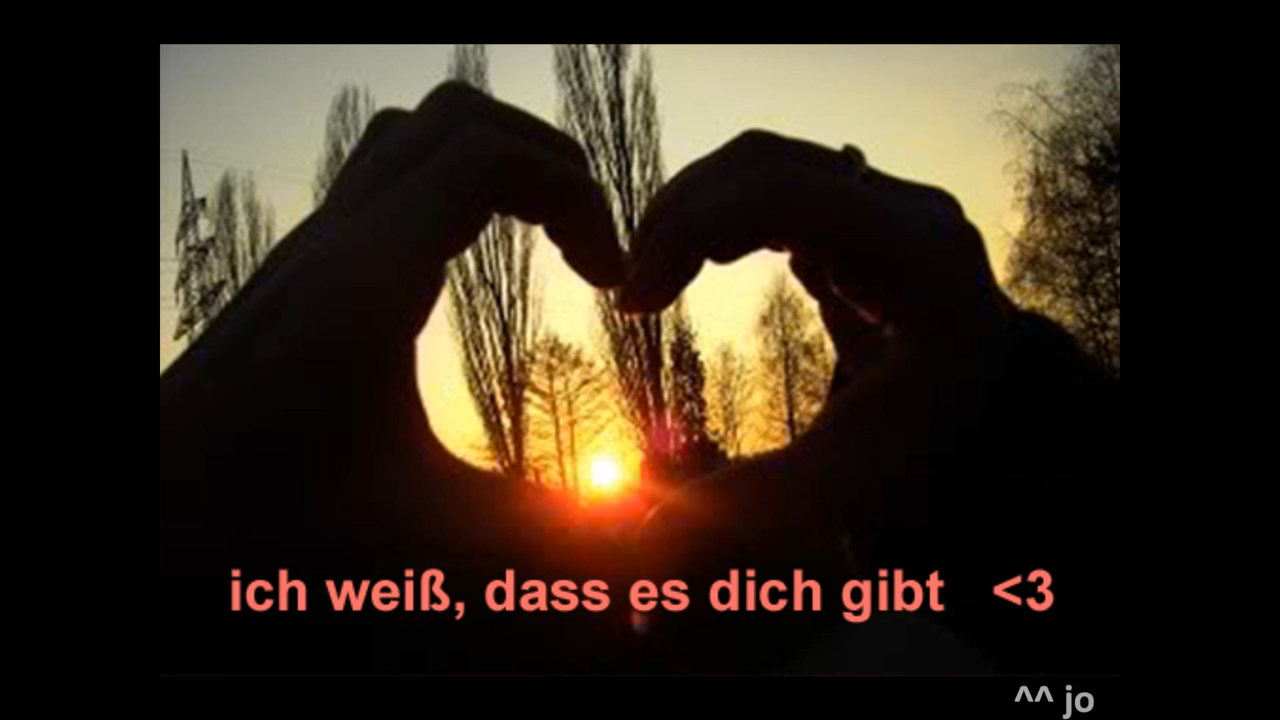 ich weiß, dass es dich gibt <3
^^ jo